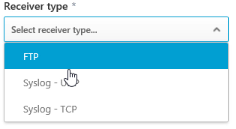 Receiver type *
Select receiver type...
FTP
Syslog -
Syslog - TCP